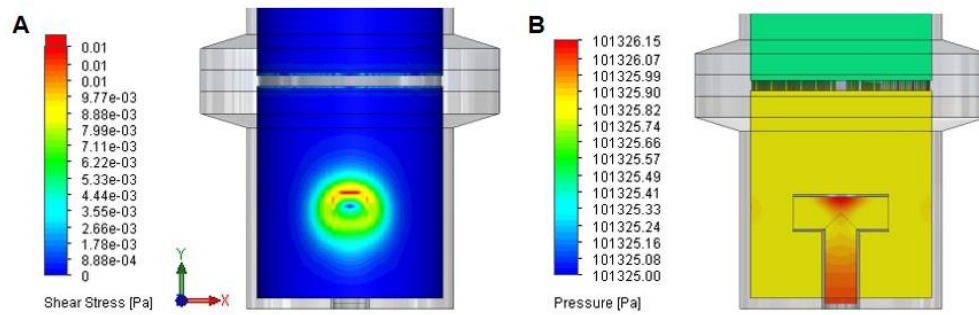 A
0.01
0.01
0.01
9.77e-03
8.88e-03
7.99e-03
7.11e-03
6.22e-03
5.33e-03
4.44e-03
3.55e-03
2.66e-03
1.78e-03
8.88e-04
0
Shear Stress [Pa]
Y
X
B
101326.15
101326.07
101325.99
101325.90
101325.82
101325.74
101325.66
101325.57
101325.49
101325.41
101325.33
101325.24
101325.16
101325.08
101325.00
Pressure [Pa]